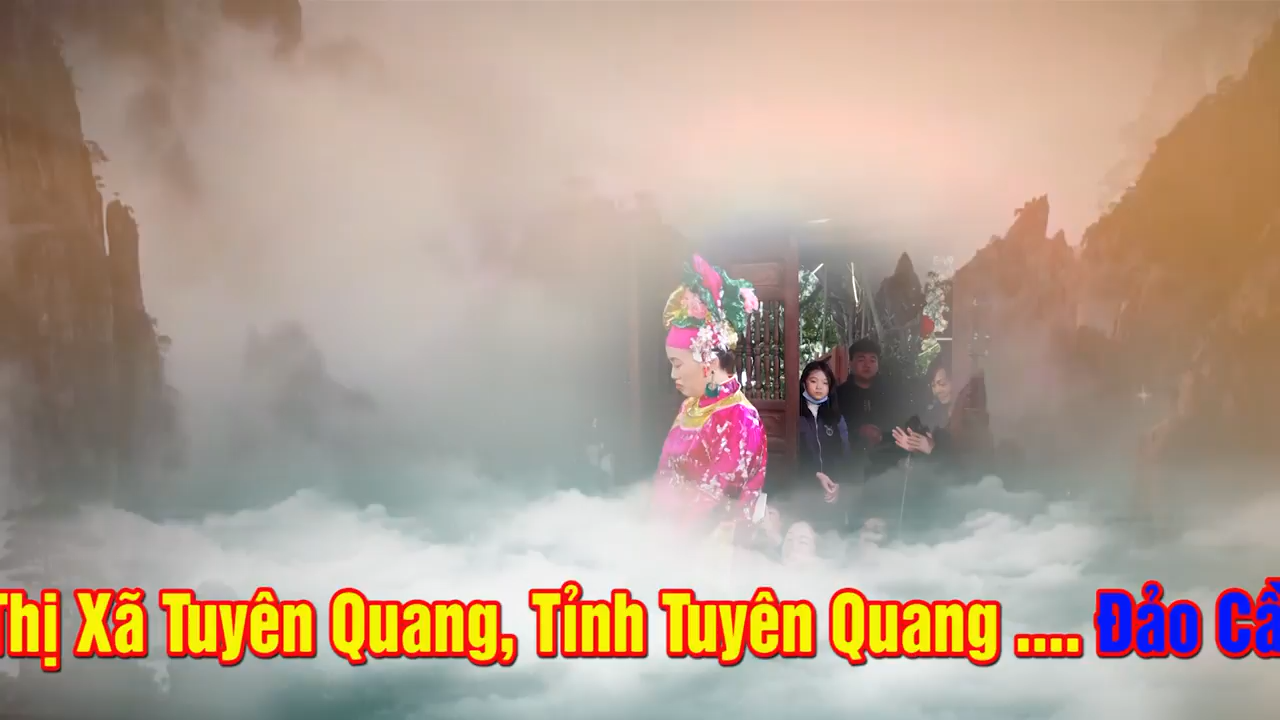 Thị Xã Tuyên Quang, Tỉnh Tuyên Quang .... Đảo